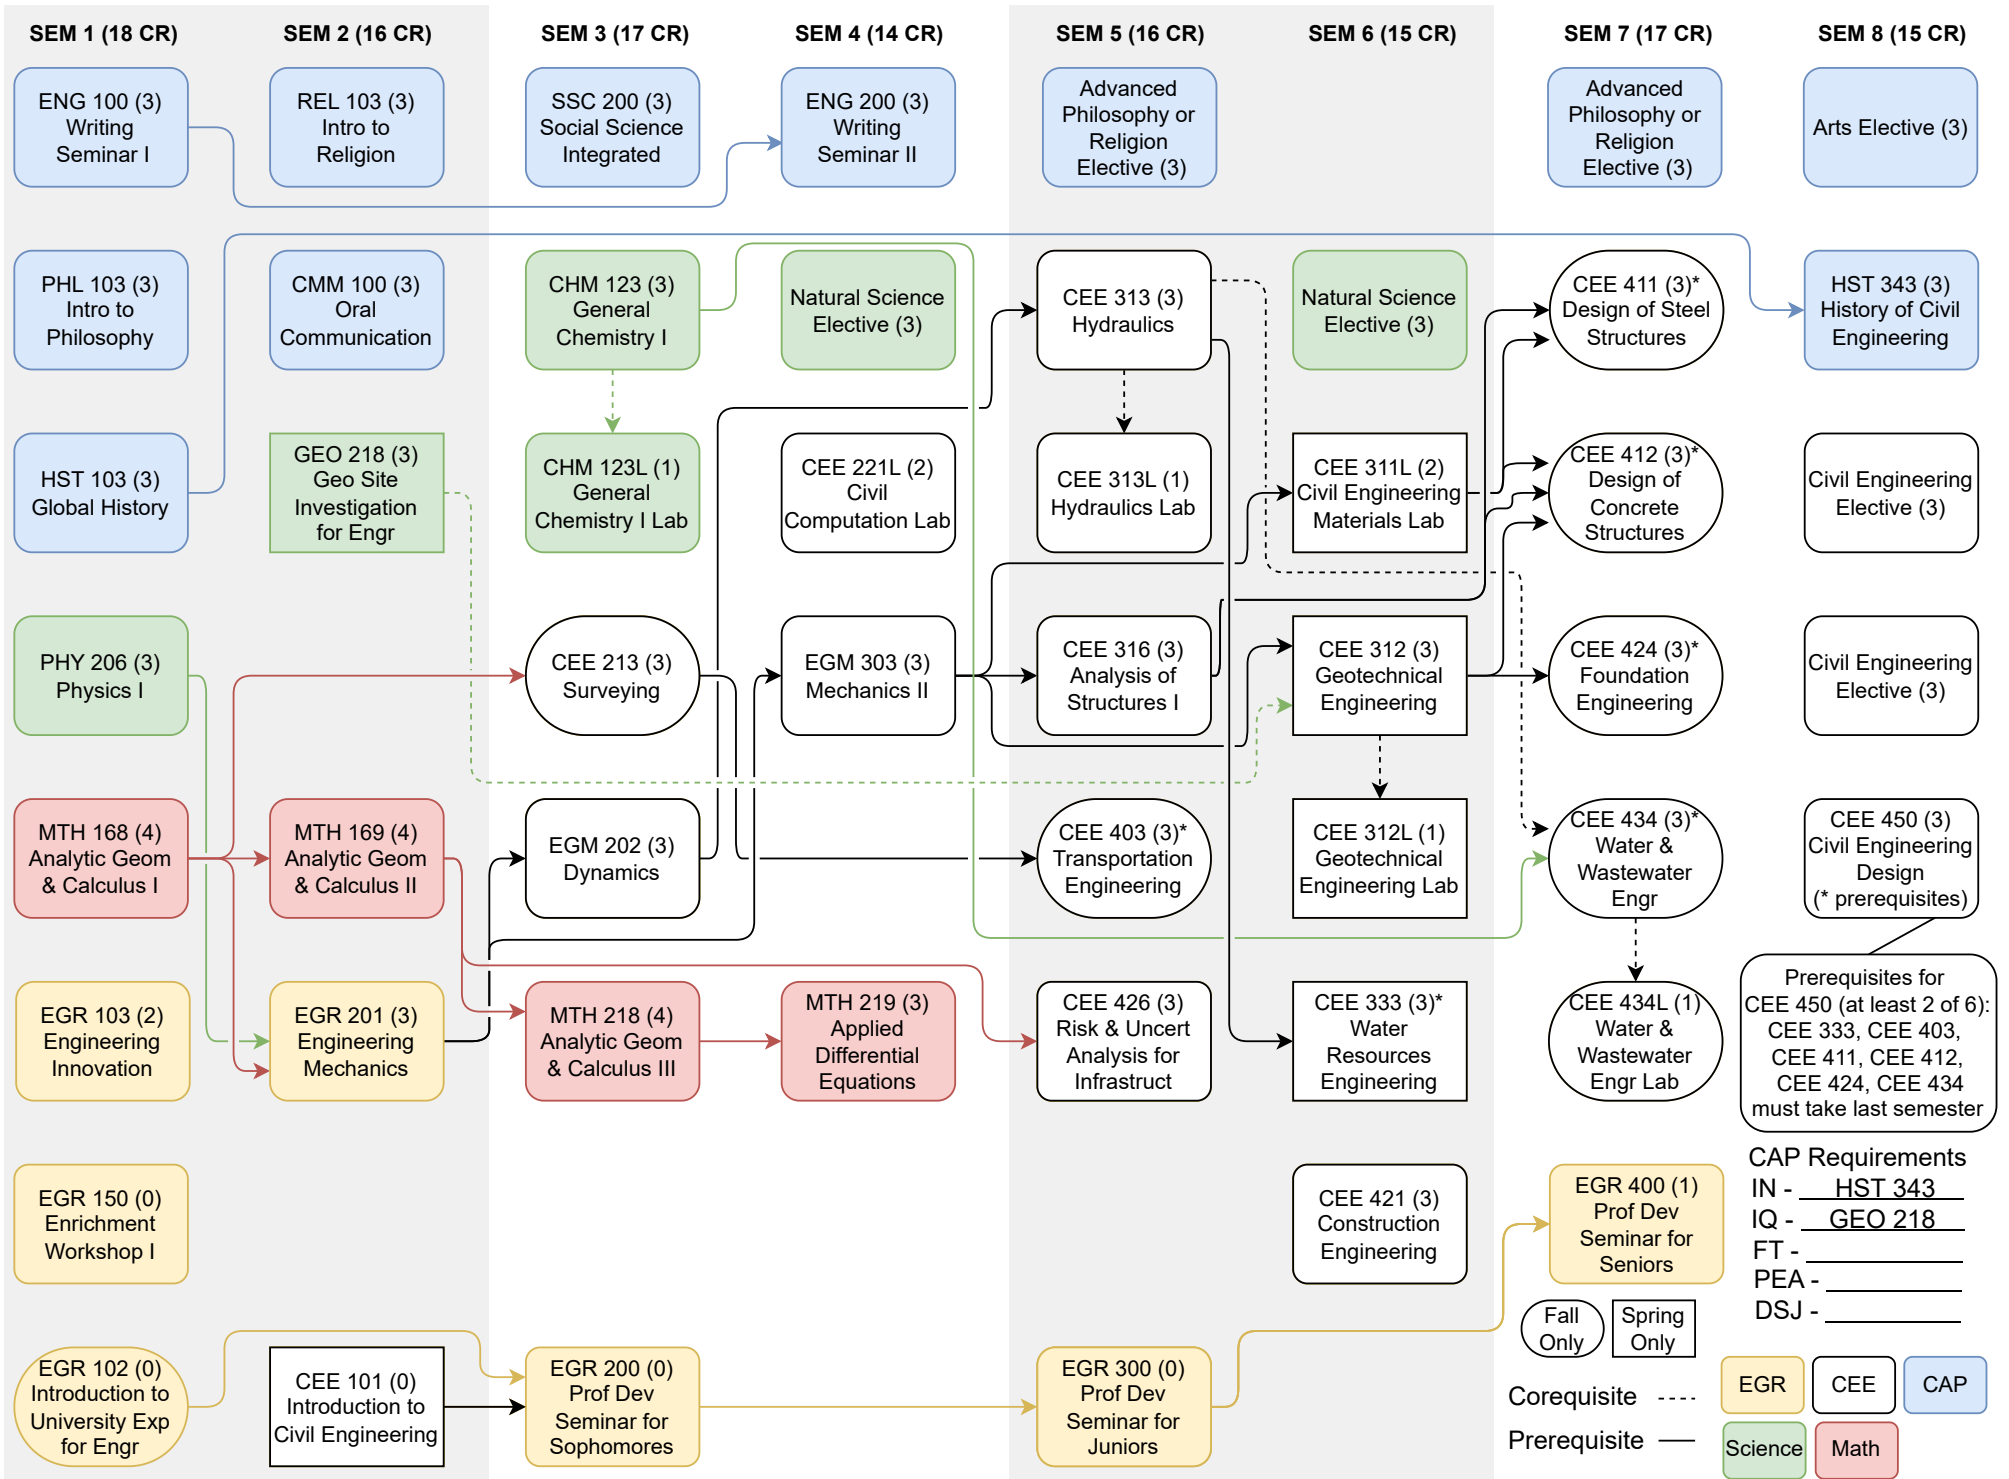 SEM 1 (18 CR)
SEM 2 (16 CR)
SEM 3 (17 CR)
SEM 4 (14 CR)
SEM 5 (16 CR)
SEM 6 (15 CR)
SEM 7 (17 CR)
SEM 8 (15 CR)
ENG 100 (3)
Writing
Seminar I
REL 103 (3)
Intro to
Religion
SSC 200 (3)
Social Science
Integrated
ENG 200 (3)
Writing
Seminar II
Advanced
Philosophy or
Religion
Elective (3)
Advanced
Philosophy or
Religion
Elective (3)
Arts Elective (3)
PHL 103 (3)
Intro to
Philosophy
CMM 100 (3)
Oral
Communication
CHM 123 (3)
General
Chemistry I
Natural Science
Elective (3)
CEE 313 (3)
Hydraulics
Natural Science
Elective (3)
CEE 411 (3)*
Design of Steel
Structures
HST 343 (3)
History of Civil
Engineering
HST 103 (3)
Global History
GEO 218 (3)
Geo Site
Investigation
for Engr
CHM 123L (1)
General
Chemistry I Lab
CEE 221L (2)
Civil
Computation Lab
CEE 313L (1)
Hydraulics Lab
CEE 311L (2)
Civil Engineering
Materials Lab
CEE 412 (3)*
Design of
Concrete
Structures
Civil Engineering
Elective (3)
PHY 206 (3)
Physics I
CEE 213 (3)
Surveying
EGM 303 (3)
Mechanics II
CEE 316 (3)
Analysis of
Structures I
CEE 312 (3)
Geotechnical
Engineering
CEE 424 (3)*
Foundation
Engineering
Civil Engineering
Elective (3)
MTH 168 (4)
Analytic Geom
& Calculus I
MTH 169 (4)
Analytic Geom
& Calculus II
EGM 202 (3)
Dynamics
CEE 403 (3)*
Transportation
Engineering
CEE 312L (1)
Geotechnical
Engineering Lab
CEE 434 (3)*
Water &
Wastewater
Engr
CEE 450 (3)
Civil Engineering
Design
(* prerequisites)
EGR 103 (2)
Engineering
Innovation
EGR 201 (3)
Engineering
Mechanics
MTH 218 (4)
Analytic Geom
& Calculus III
MTH 219 (3)
Applied
Differential
Equations
CEE 426 (3)
Risk & Uncert
Analysis for
Infrastruct
CEE 333 (3)*
Water
Resources
Engineering
CEE 434L (1)
Water &
Wastewater
Engr Lab
Prerequisites for
CEE 450 (at least 2 of 6):
CEE 333, CEE 403,
CEE 411, CEE 412,
CEE 424, CEE 434
must take last semester
EGR 150 (0)
Enrichment
Workshop I
CEE 421 (3)
Construction
Engineering
EGR 400 (1)
Prof Dev
Seminar for
Seniors
CAP Requirements
IN - HST 343
IQ - GEO 218
FT -
PEA -
DSJ -
EGR 102 (0)
Introduction to
University Exp
for Engr
CEE 101 (0)
Introduction to
Civil Engineering
EGR 200 (0)
Prof Dev
Seminar for
Sophomores
EGR 300 (0)
Prof Dev
Seminar for
Juniors
Fall
Only
Spring
Only
Corequisite
Prerequisite
EGR
CEE
CAP
Science
Math